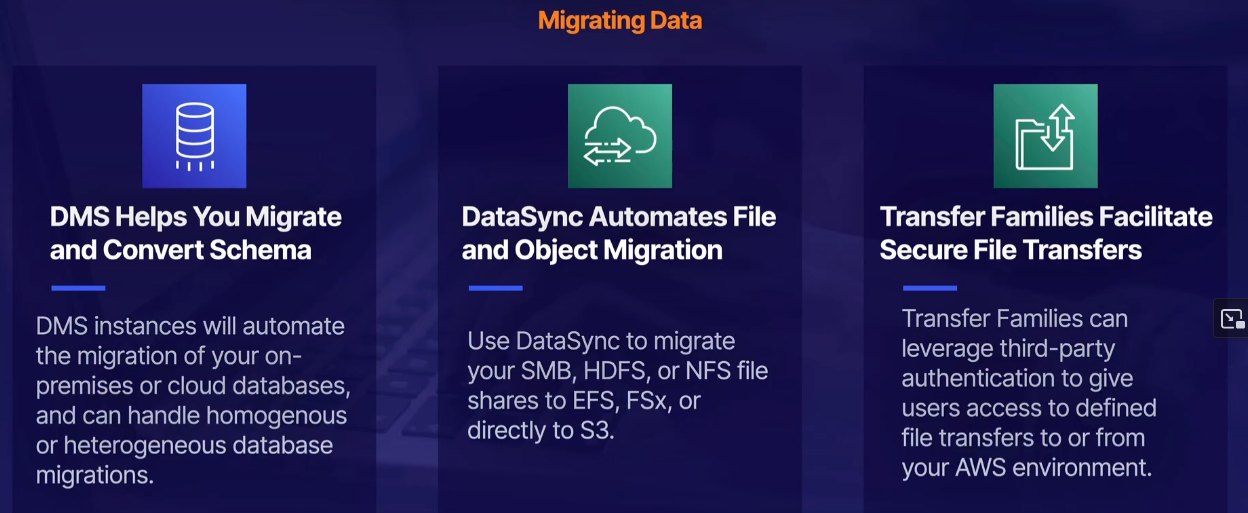 Migrating Data
DMS Helps You Migrate
and Convert Schema
DMS instances will automate
the migration of your on-
premises or cloud databases,
and can handle homogenous
or heterogeneous database
migrations.
DataSync Automates File
and Object Migration
Use DataSync to migrate
your SMB, HDFS, or NFS file
shares to EFS, FSx, or
directly to S3.
Transfer Families Facilitate
Secure File Transfers
Transfer Families can
leverage third-party
authentication to give
users access to defined
file transfers to or from
your AWS environment.